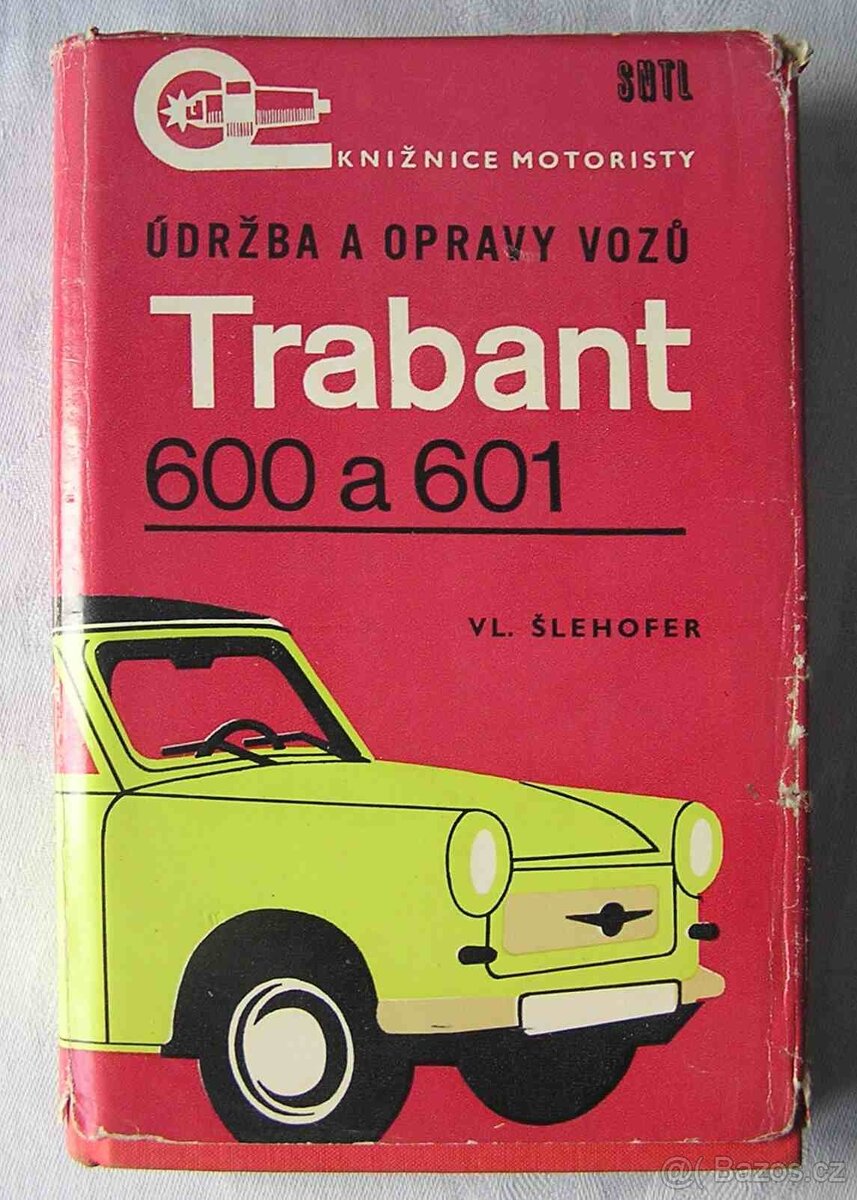 SNTL
KNIŽNICE MOTORISTY
ÚDRŽBA A OPRAVY VOZŮ
Trabant
600 a 601
VL. ŠLEHOFER
@( Bazos.cz